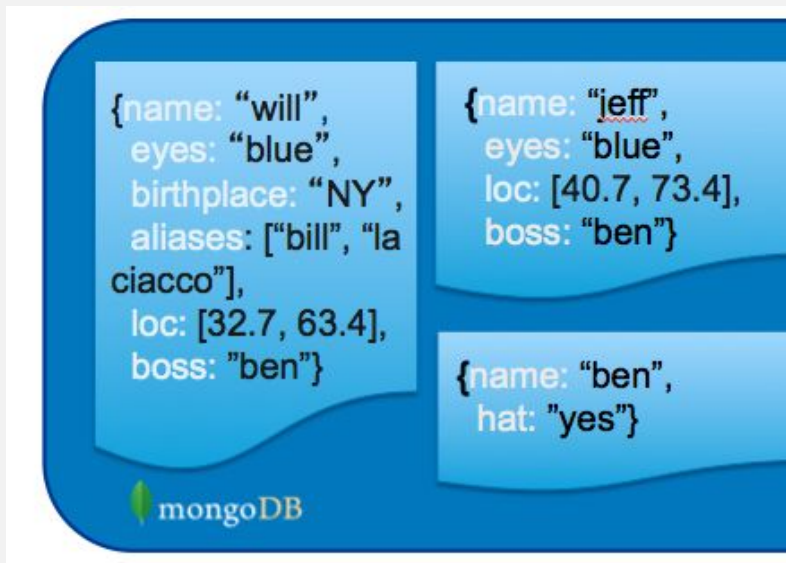 {name: “will”,
eyes: “blue”,
birthplace: “NY”,
aliases: [“bill”, “la
ciacco”],
loc: [32.7, 63.4],
boss: ”ben”}
{name: “jeff”,
eyes: “blue”,
loc: [40.7, 73.4],
boss: “ben”}
{name: “ben”,
hat: ”yes”}
mongoDB